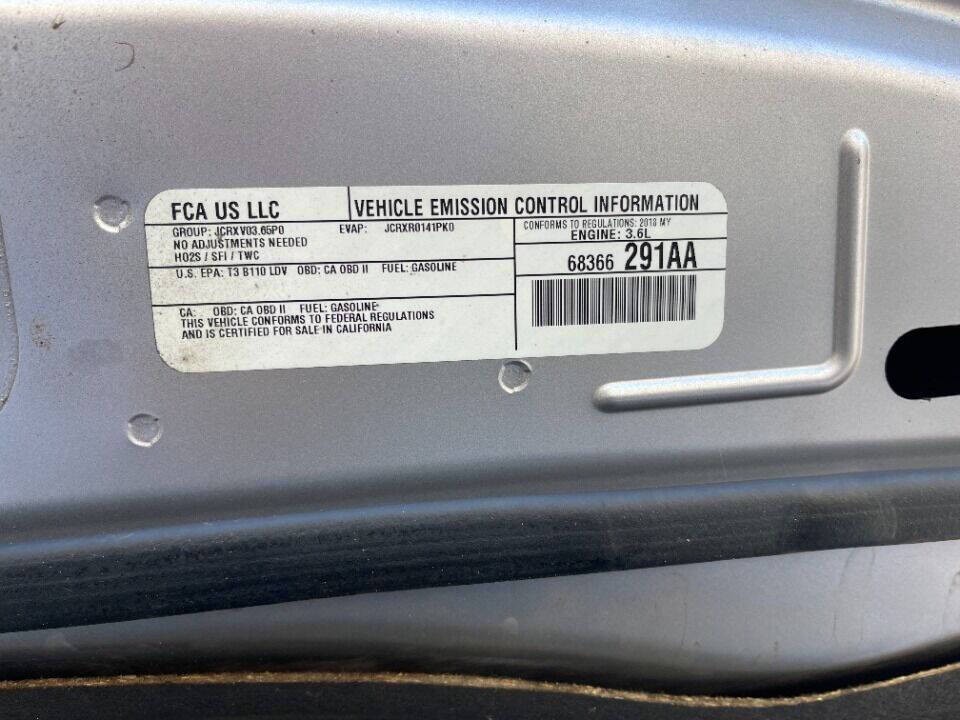 FCA US LLC
VEHICLE EMISSION CONTROL INFORMATION
GROUP: JCRXV03.65P0 EVAP: JCRXR0141PK0
NO ADJUSTMENTS NEEDED
HO2S / SFI / TWC
CONFORMS TO REGULATIONS: 2018 MY
ENGINE: 3.6L
68366 291AA
U.S. EPA: T3 B110 LDV OBD: CA OBD II FUEL: GASOLINE
CA: OBD: CA OBD II FUEL: GASOLINE
THIS VEHICLE CONFORMS TO FEDERAL REGULATIONS
AND IS CERTIFIED FOR SALE IN CALIFORNIA